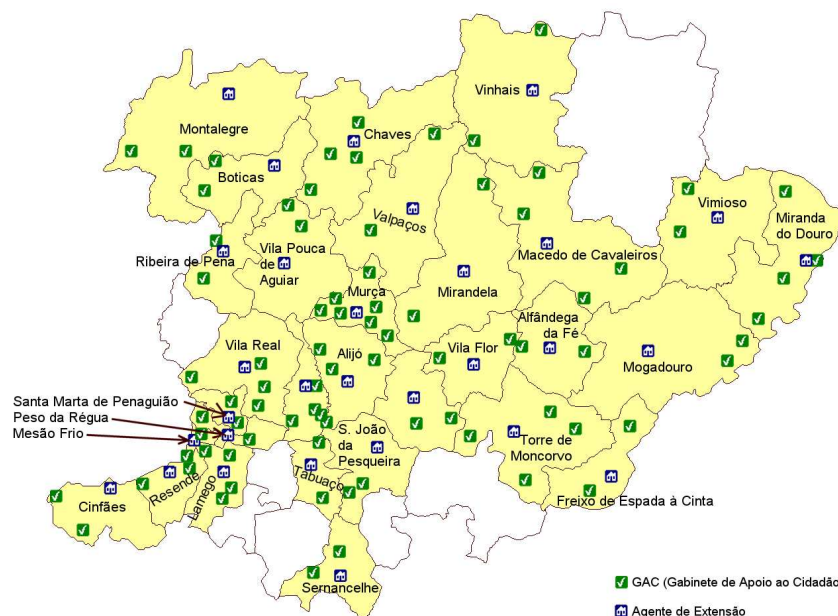 Vinhais
Montalegre
Chaves
Boticas
Vimioso
Miranda
do Douro
Valpaços
Ribeira de Pena
Vila Pouca
de
Aguiar
Macedo de Cavaleiros
Mirandela
Murça
Alfândega
da Fé
Vila Real
Alijó
Vila Flor
Mogadouro
Santa Marta de Penaguião
Peso da Régua
Mesão Frio
S. João
da
Pesqueira
Torre de
Moncorvo
Tabuaço
Resende
Lamego
Cinfães
Freixo de Espada à Cinta
Sernancelhe
GAC (Gabinete de Apoio ao Cidadão
Agente de Extensão